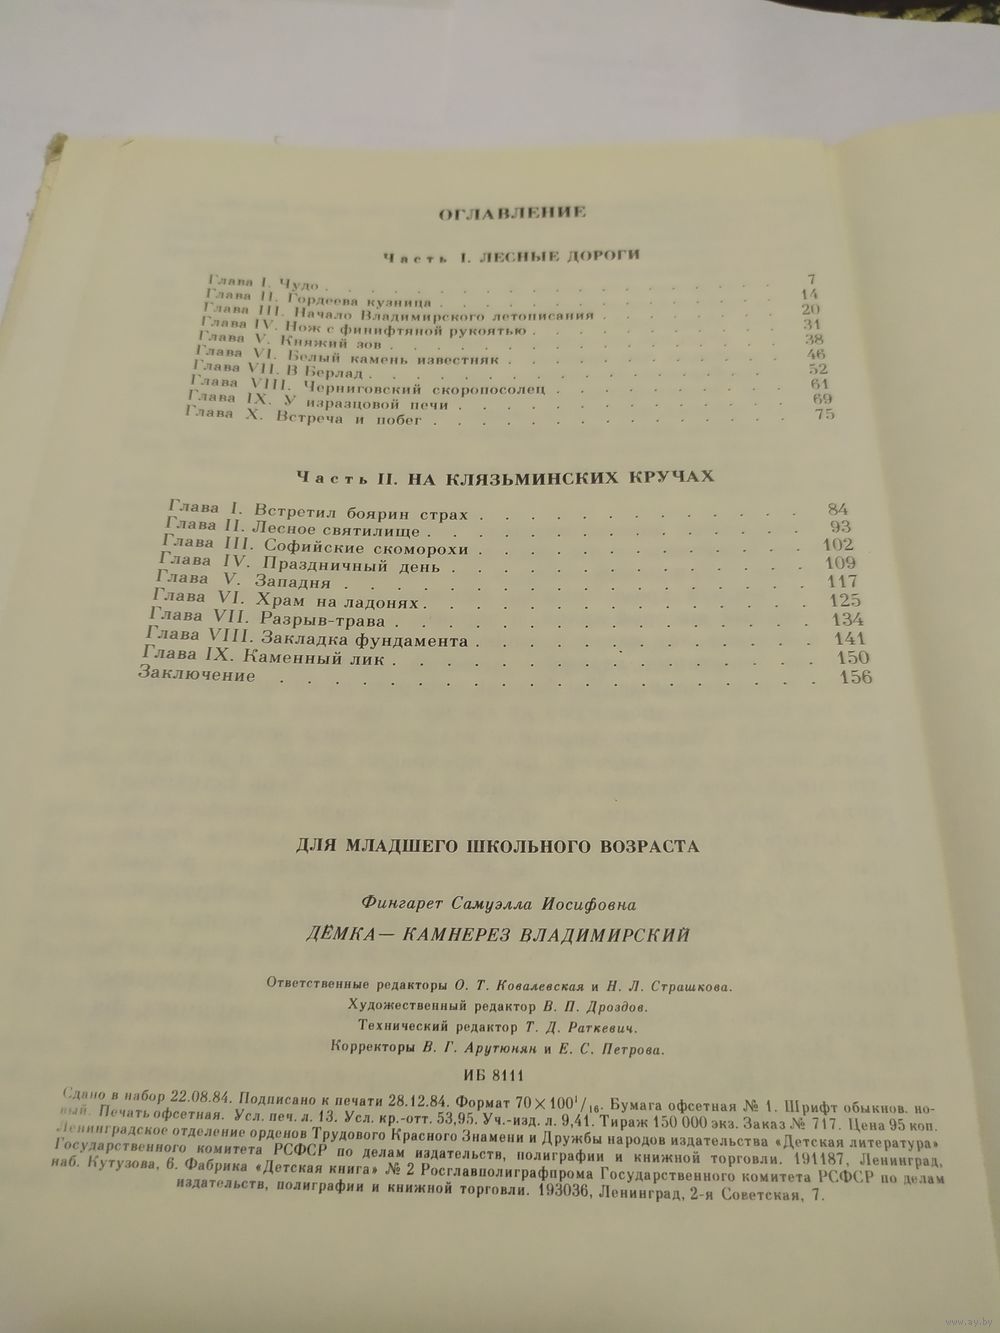 ОГЛАВЛЕНИЕ
Часть I. ЛЕСНЫЕ ДОРОГИ
Глава I. Чудо . . . . . . . . . . . . . . . . 7
Глава II. Гордеева кузница . . . . . . . . . . . . 14
Глава III. Начало Владимирского летописания . . . . . . . 20
Глава IV. Нож с финифтяной рукоятью . . . . . . . . . 31
Глава V. Княжий зов . . . . . . . . . . . . . . 38
Глава VI. Белый камень известняк . . . . . . . . . . 46
Глава VII. В Берлад . . . . . . . . . . . . . . . 52
Глава VIII. Черниговский скоропосолец . . . . . . . . . 61
Глава IX. У изразцовой печи . . . . . . . . . . . . 69
Глава X. Встреча и побег . . . . . . . . . . . . . 75
Часть II. НА КЛЯЗЬМИНСКИХ КРУЧАХ
Глава I. Встретил боярин страх . . . . . . . . . . . . 84
Глава II. Лесное святилище . . . . . . . . . . . . . . 93
Глава III. Софийские скоморохи . . . . . . . . . . . . 102
Глава IV. Праздничный день . . . . . . . . . . . . . 109
Глава V. Западня . . . . . . . . . . . . . . . . . 117
Глава VI. Храм на ладонях . . . . . . . . . . . . . . 125
Глава VII. Разрыв-трава . . . . . . . . . . . . . . . 134
Глава VIII. Закладка фундамента . . . . . . . . . . . . 141
Глава IX. Каменный лик . . . . . . . . . . . . . . . 150
Заключение . . . . . . . . . . . . . . . . . . . . 156
ДЛЯ МЛАДШЕГО ШКОЛЬНОГО ВОЗРАСТА
Фингарет Самуэлла Иосифовна
ДЁМКА — КАМНЕРЕЗ ВЛАДИМИРСКИЙ
Ответственные редакторы О. Т. Ковалевская и Н. Л. Страшкова.
Художественный редактор В. П. Дроздов.
Технический редактор Т. Д. Раткевич.
Корректоры В. Г. Арутюнян и Е. С. Петрова.
ИБ 8111
Сдано в набор 22.08.84. Подписано к печати 28.12.84. Формат 70×100¹/₁₆. Бумага офсетная № 1. Шрифт обыкнов. но-
вый. Печать офсетная. Усл. печ. л. 13. Усл. кр.-отт. 53,95. Уч.-изд. л. 9,41. Тираж 150 000 экз. Заказ № 717. Цена 95 коп.
Ленинградское отделение орденов Трудового Красного Знамени и Дружбы народов издательства «Детская литература»
Государственного комитета РСФСР по делам издательств, полиграфии и книжной торговли. 191187, Ленинград,
наб. Кутузова, 6. Фабрика «Детская книга» № 2 Росглавполиграфпрома Государственного комитета РСФСР по делам
издательств, полиграфии и книжной торговли. 193036, Ленинград, 2-я Советская, 7.
www.ay.by